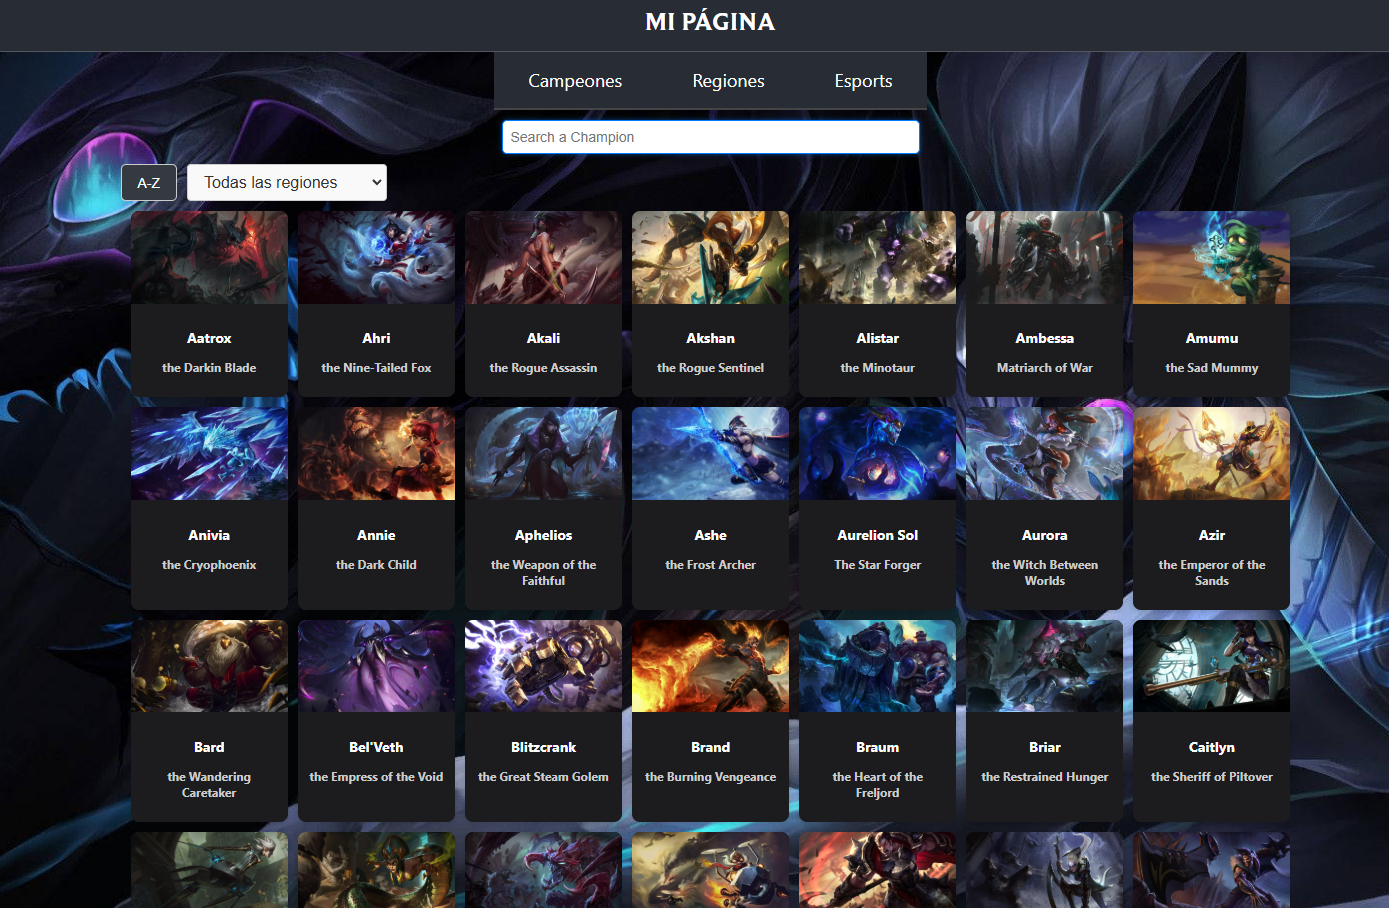 MI PÁGINA
Campeones Regiones Esports
Search a Champion
A-Z Todas las regiones
Aatrox Ahri Akali Akshan Alistar Ambessa Amumu
the Darkin Blade the Nine-Tailed Fox the Rogue Assassin the Rogue Sentinel the Minotaur Matriarch of War the Sad Mummy
Anivia Annie Aphelios Ashe Aurelion Sol Aurora Azir
the Cryophoenix the Dark Child the Weapon of the the Frost Archer The Star Forger the Witch Between the Emperor of the
Faithful Worlds Sands
Bard Bel'Veth Blitzcrank Brand Braum Briar Caitlyn
the Wandering the Empress of the Void the Great Steam Golem the Burning Vengeance the Heart of the the Restrained Hunger the Sheriff of Piltover
Caretaker Freljord